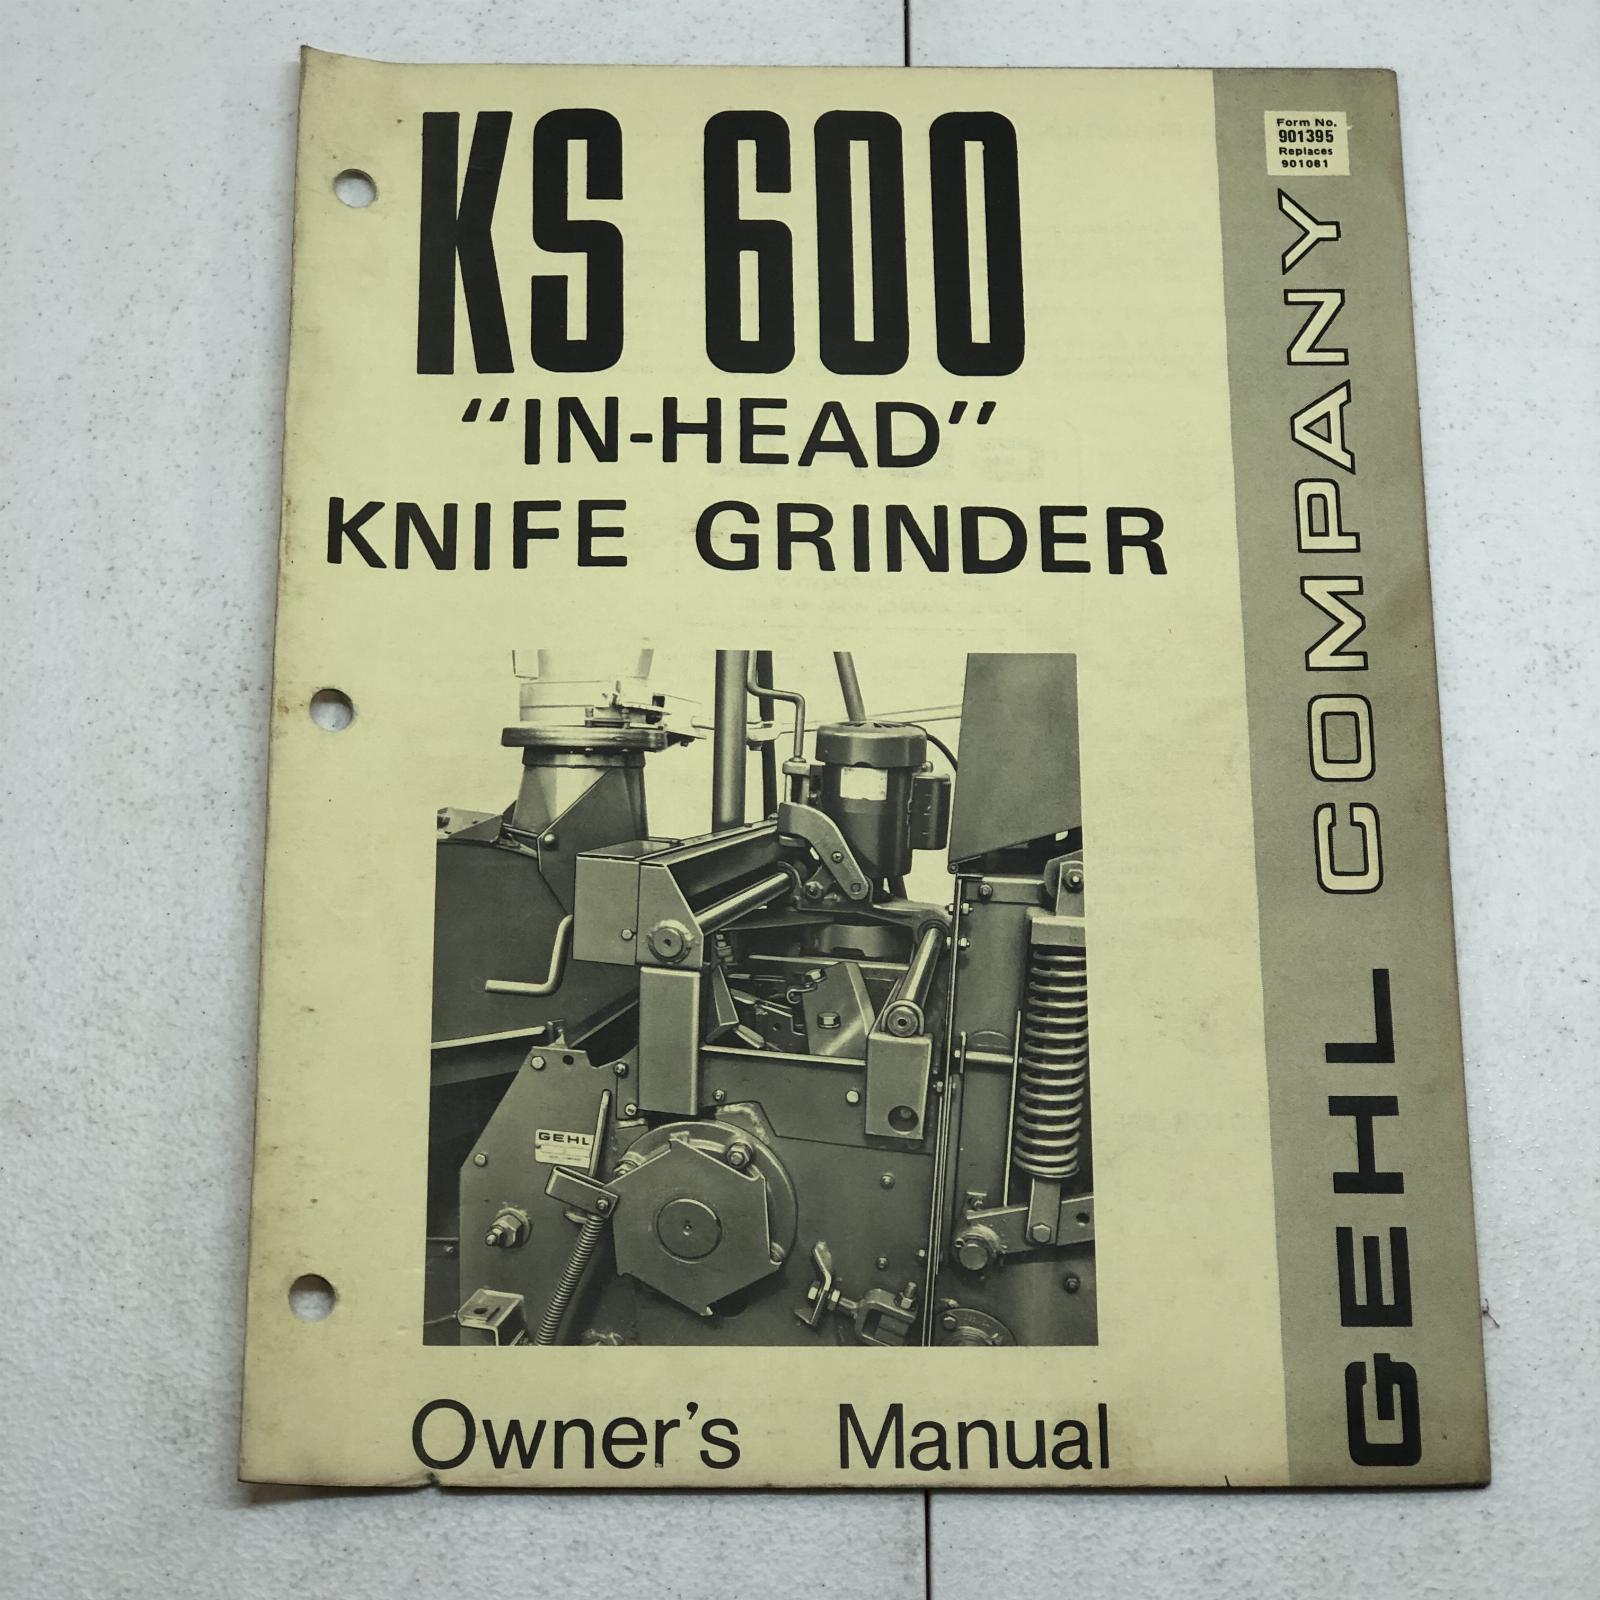 KS 600
“IN-HEAD”
KNIFE GRINDER
Form No.
901395
Replaces
901081
GEHL COMPANY
GEHL
Owner's Manual